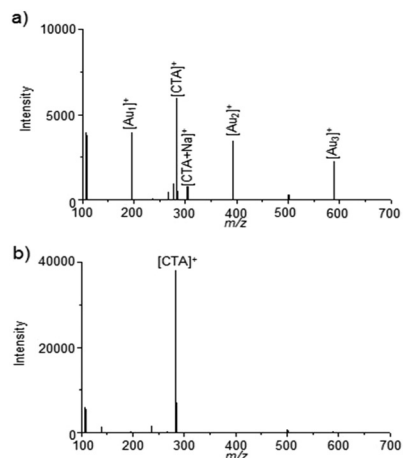 a)
10000
5000
0
Intensity
[Au₁]⁺
[CTA]⁺
[CTA+Na]⁺
[Au₂]⁺
[Au₃]⁺
100 200 300 400 500 600 700
m/z
b)
40000
20000
0
Intensity
[CTA]⁺
100 200 300 400 500 600 700
m/z